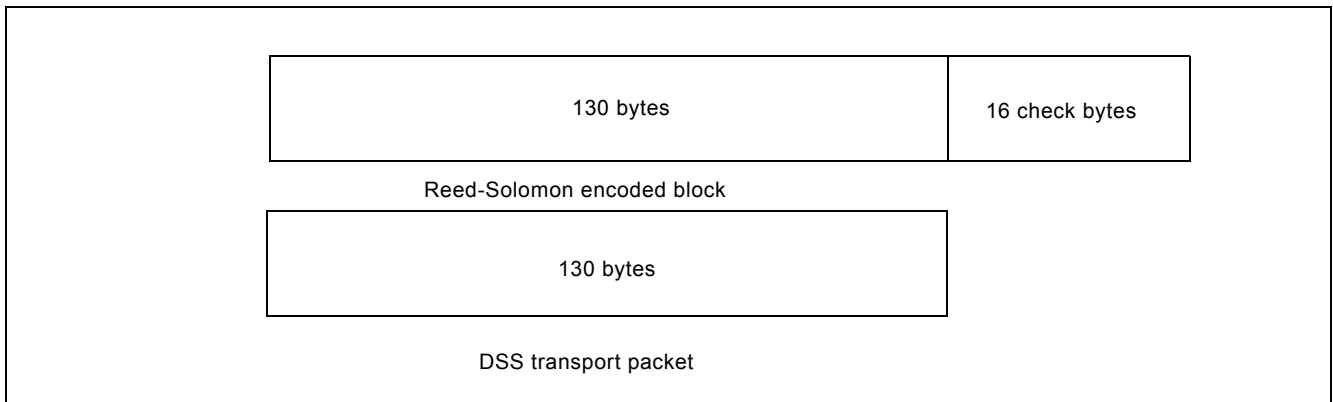 130 bytes
16 check bytes
Reed-Solomon encoded block
130 bytes
DSS transport packet